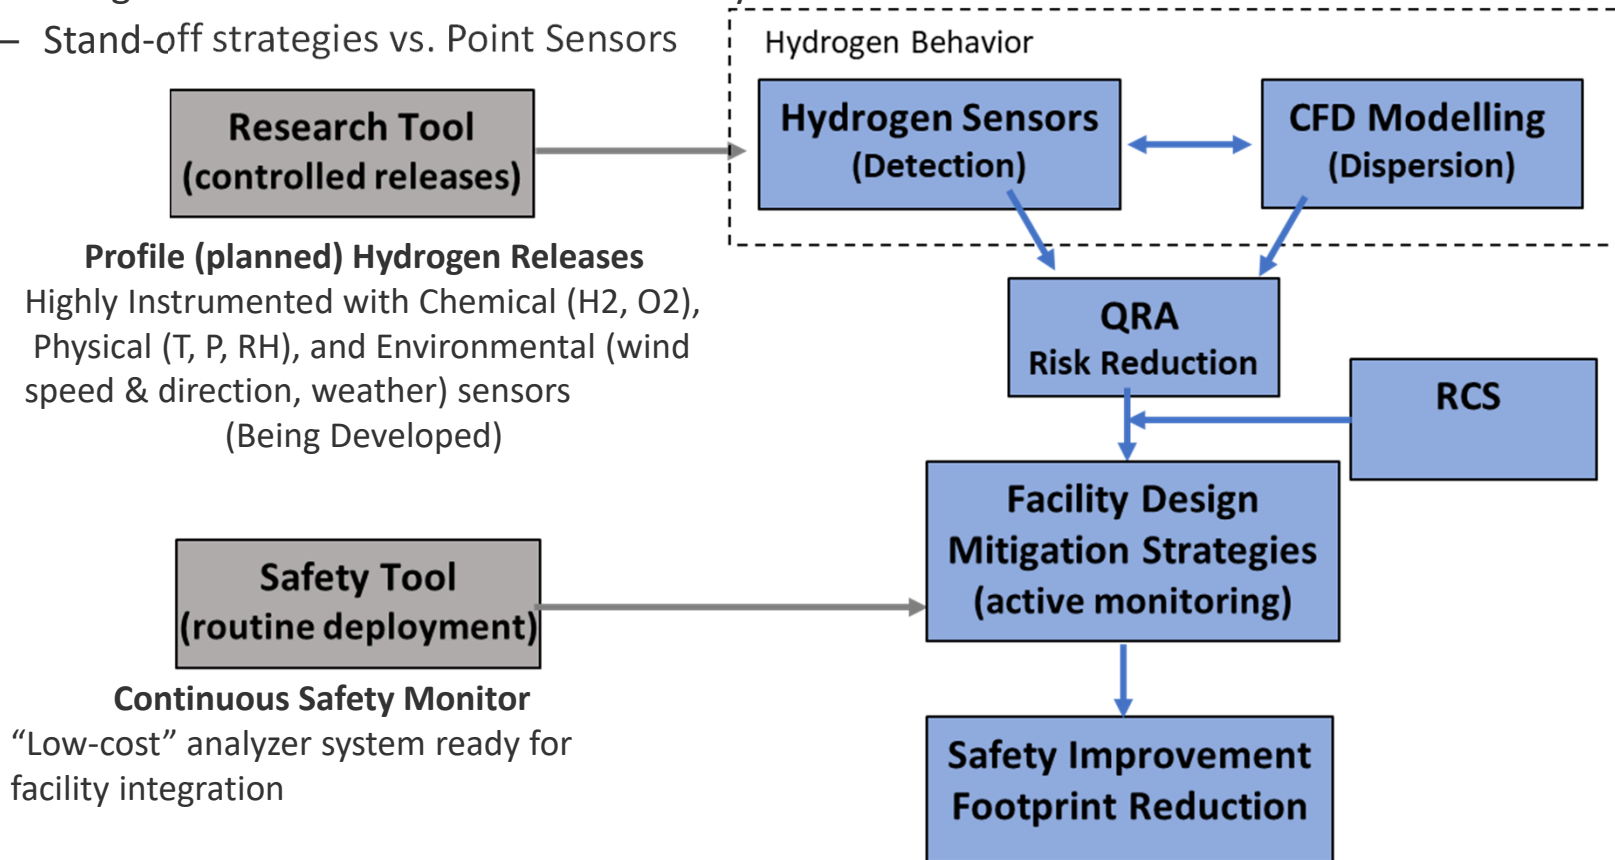 – Stand-off strategies vs. Point Sensors
Hydrogen Behavior
Research Tool
(controlled releases)
Hydrogen Sensors
(Detection)
CFD Modelling
(Dispersion)
Profile (planned) Hydrogen Releases
Highly Instrumented with Chemical (H2, O2),
Physical (T, P, RH), and Environmental (wind
speed & direction, weather) sensors
(Being Developed)
QRA
Risk Reduction
RCS
Facility Design
Mitigation Strategies
(active monitoring)
Safety Tool
(routine deployment)
Continuous Safety Monitor
“Low-cost” analyzer system ready for
facility integration
Safety Improvement
Footprint Reduction